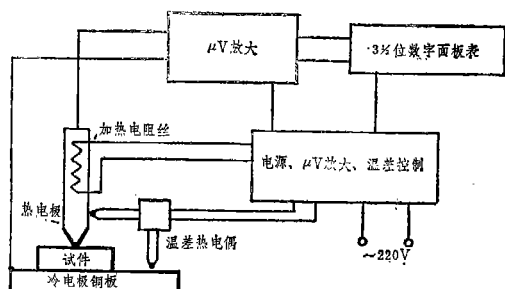 μV放大
3½位数字面板表
加热电阻丝
电源、μV放大、温差控制
热电极
温差热电偶
试件
~220V
冷电极铜板